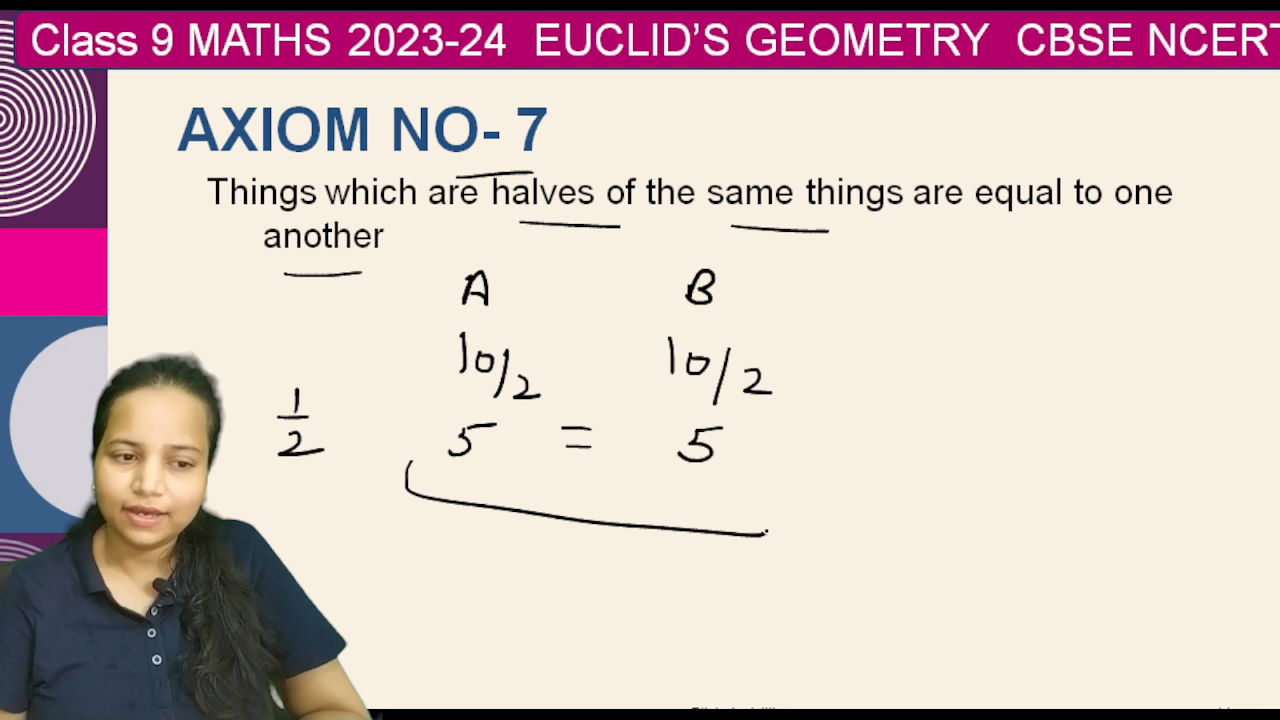 Class 9 MATHS 2023-24 EUCLID'S GEOMETRY CBSE NCERT
AXIOM NO- 7
Things which are halves of the same things are equal to one
another
A B
10/2 10/2
1/2 5 = 5